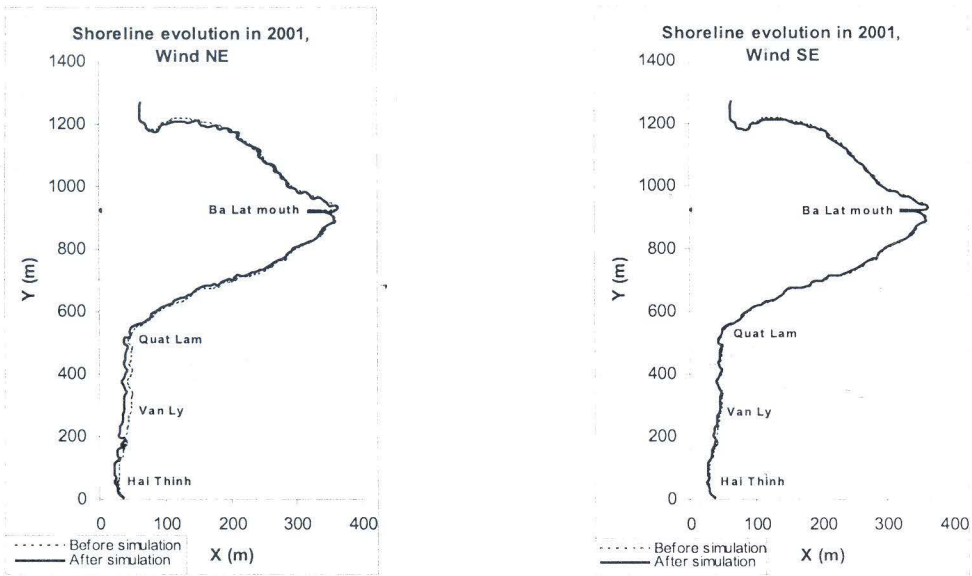 Shoreline evolution in 2001,
Wind NE
1400
1200
1000
800
600
400
200
0
Y (m)
Ba Lat mouth
Quat Lam
Van Ly
Hai Thinh
0 100 200 300 400
X (m)
Before simulation
After simulation
Shoreline evolution in 2001,
Wind SE
1400
1200
1000
800
600
400
200
0
Y (m)
Ba Lat mouth
Quat Lam
Van Ly
Hai Thinh
0 100 200 300 400
X (m)
Before simulation
After simulation